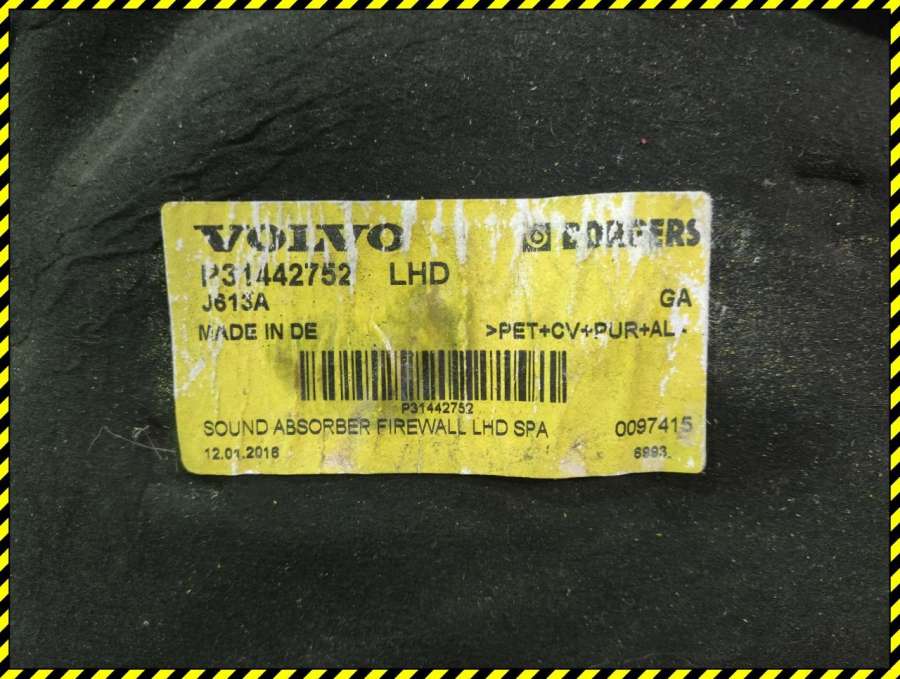 VOLVO BORGERS
P31442752 LHD
J613A GA
MADE IN DE >PET+CV+PUR+AL<
P31442752
SOUND ABSORBER FIREWALL LHD SPA 0097415
12.01.2016 6993